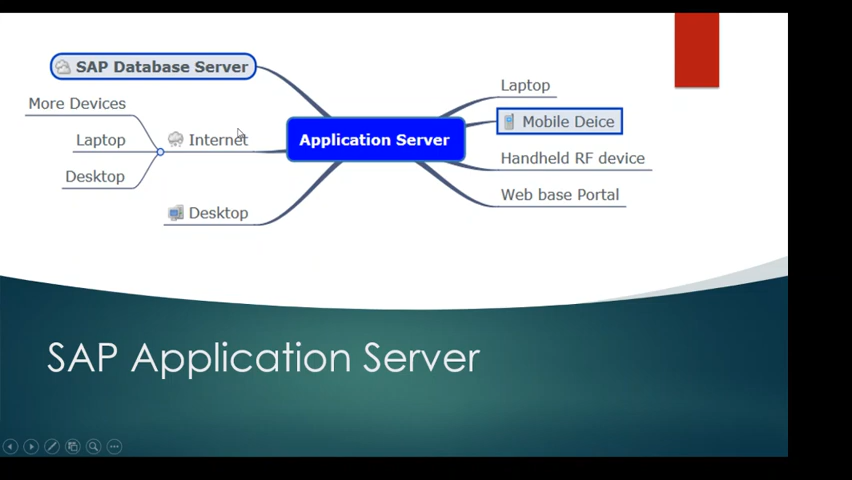 SAP Database Server
More Devices
Laptop
Desktop
Internet
Desktop
Application Server
Laptop
Mobile Deice
Handheld RF device
Web base Portal
SAP Application Server